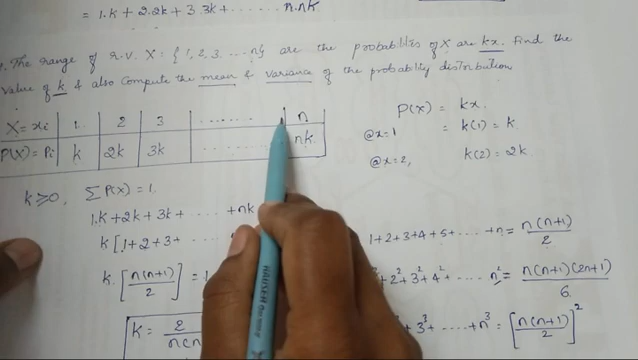 = 1.k + 2.2k + 3.3k + ...... n.nk
The range of r.v. X = {1, 2, 3 .... n} are the probabilities of X are kx. Find the
value of k & also compute the mean & variance of the probability distribution
X=xi 1 2 3 ........ n
P(X)=Pi k 2k 3k ........ nk.
P(X) = kx.
@x=1 = k(1) = k
@x=2, k(2) = 2k
k≥0, ∑P(X) = 1.
1.k + 2k + 3k + .... + nk
k[1+2+3+ ....
k.[n(n+1)/2] = 1
k = 2
1+2+3+4+5+ .... +n = n(n+1)/2
+2²+3²+4² .... n² = n(n+1)(2n+1)/6
+3³+ .... +n³ = [n(n+1)/2]²
HAUSER